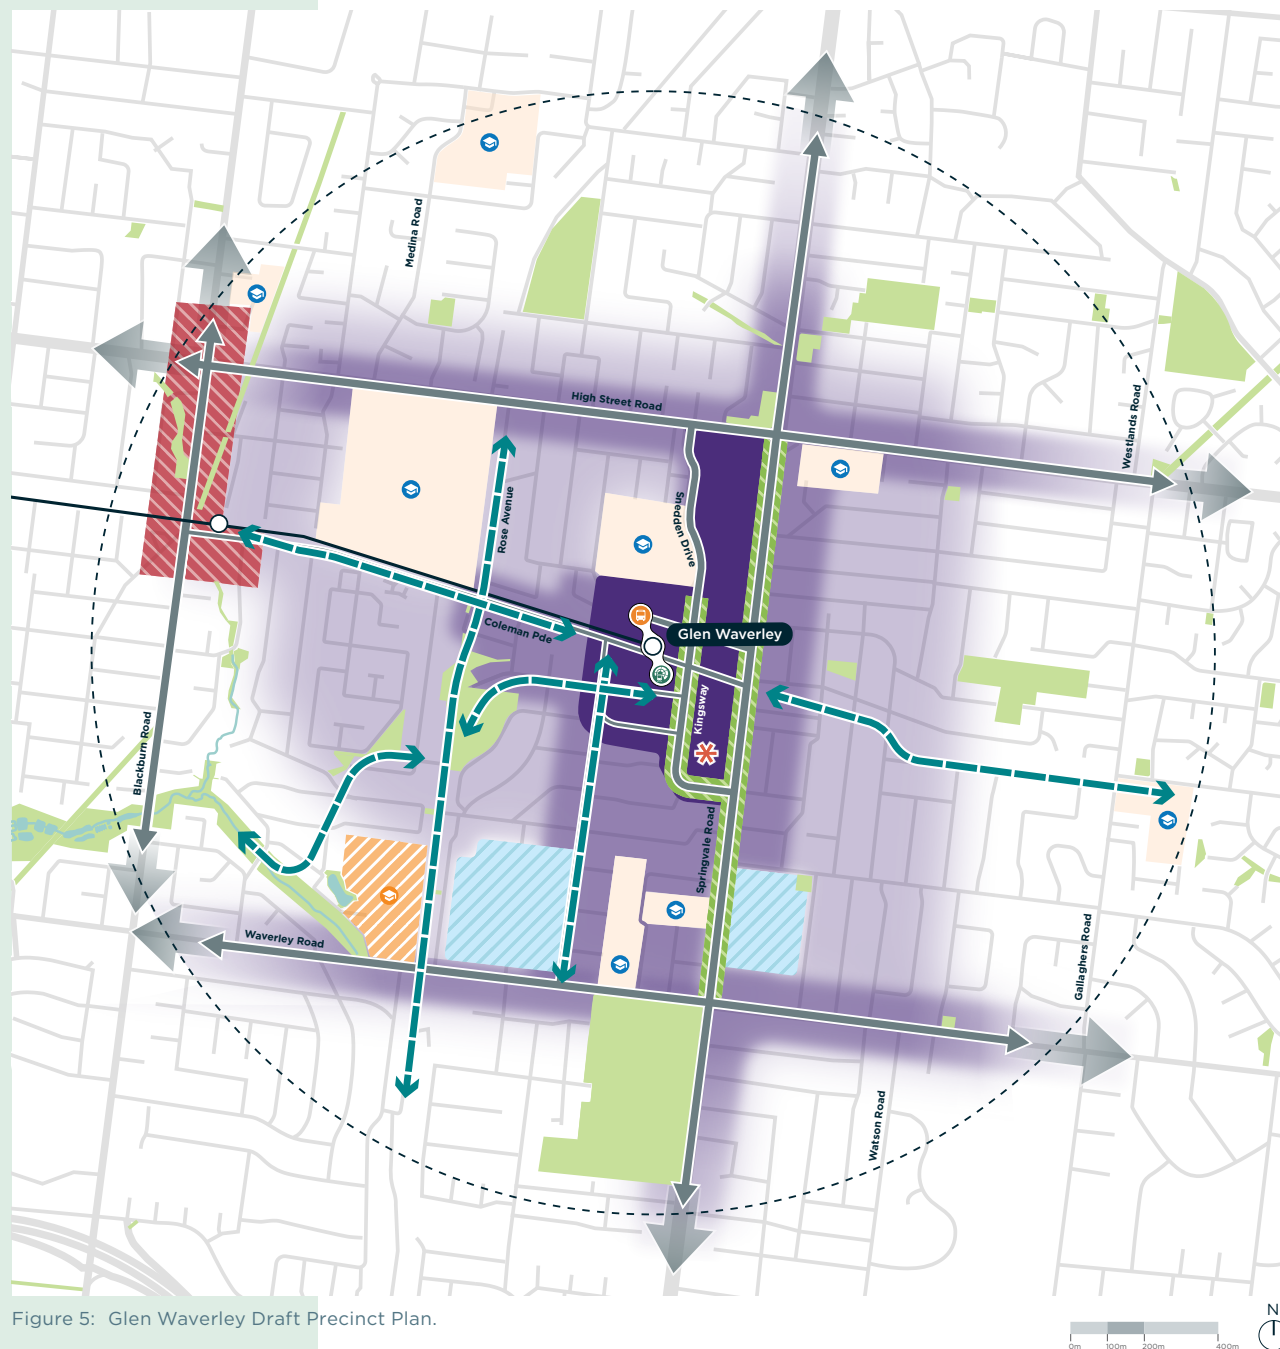 Medina Road
High Street Road
Westlands Road
Snedden Drive
Rose Avenue
Coleman Pde
Glen Waverley
Kingsway
Blackburn Road
Springvale Road
Waverley Road
Gallaghers Road
Watson Road
Figure 5: Glen Waverley Draft Precinct Plan.
N
0m 100m 200m 400m